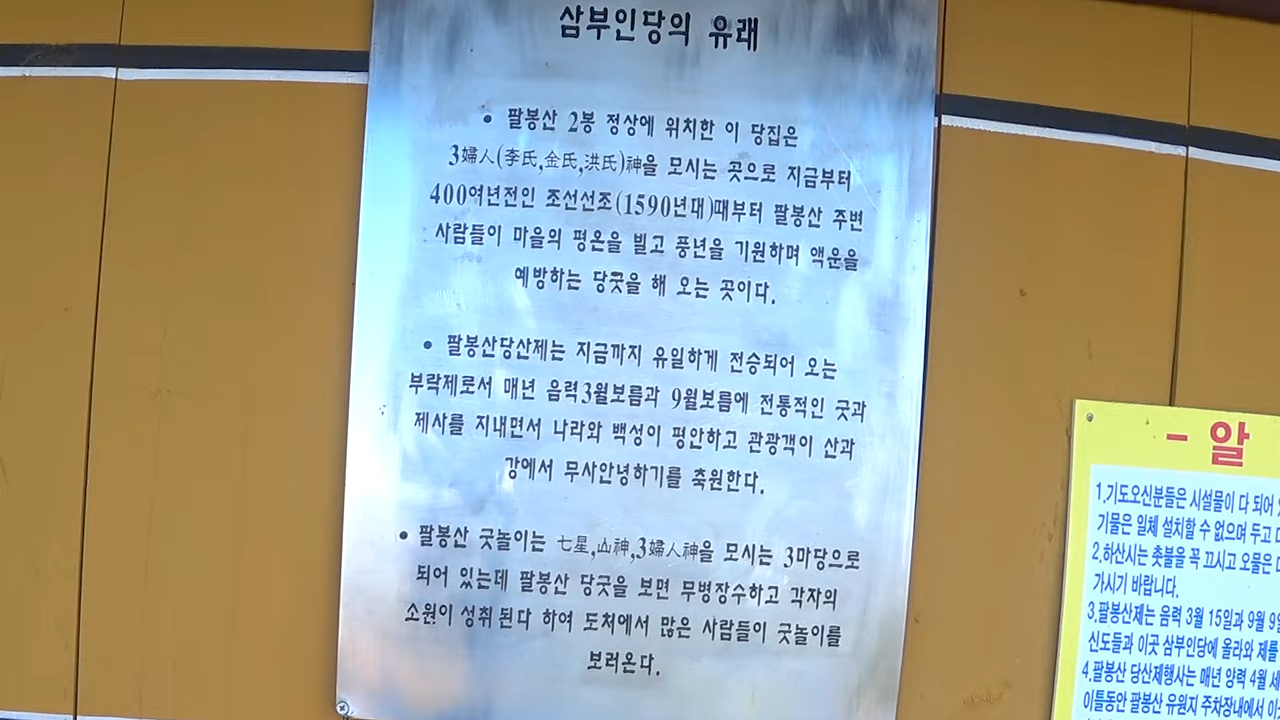 삼부인당의 유래
• 팔봉산 2봉 정상에 위치한 이 당집은
3婦人(李氏,金氏,洪氏)神을 모시는 곳으로 지금부터
400여년전인 조선선조(1590년대)때부터 팔봉산 주변
사람들이 마을의 평온을 빌고 풍년을 기원하며 액운을
예방하는 당굿을 해 오는 곳이다.
• 팔봉산당산제는 지금까지 유일하게 전승되어 오는
부락제로서 매년 음력3월보름과 9월보름에 전통적인 굿과
제사를 지내면서 나라와 백성이 평안하고 관광객이 산과
강에서 무사안녕하기를 축원한다.
• 팔봉산 굿놀이는 七星,山神,3婦人神을 모시는 3마당으로
되어 있는데 팔봉산 당굿을 보면 무병장수하고 각자의
소원이 성취 된다 하여 도처에서 많은 사람들이 굿놀이를
보러온다.
- 알
1.기도오신분들은 시설물이 다 되어
기물은 일체 설치할 수 없으며 두고
2.하산시는 촛불을 꼭 끄시고 오물은
가시기 바랍니다.
3.팔봉산제는 음력 3월 15일과 9월 9일
신도들과 이곳 삼부인당에 올라와 제를
4.팔봉산 당산제행사는 매년 양력 4월
이틀동안 팔봉산 유원지 주차장내에서